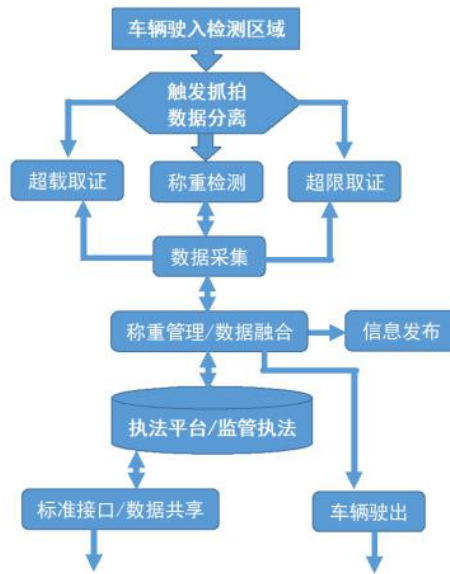 车辆驶入检测区域
触发抓拍
数据分离
超载取证
称重检测
超限取证
数据采集
称重管理/数据融合
信息发布
执法平台/监管执法
标准接口/数据共享
车辆驶出